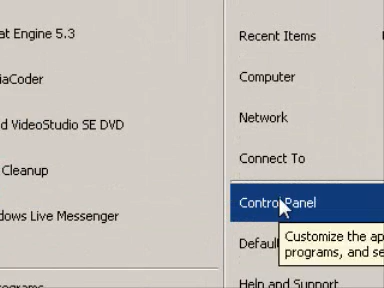 at Engine 5.3
iaCoder
d VideoStudio SE DVD
Cleanup
dows Live Messenger
ograms
Recent Items
Computer
Network
Connect To
Control Panel
Defaul
Customize the ap
programs, and se
Help and Support